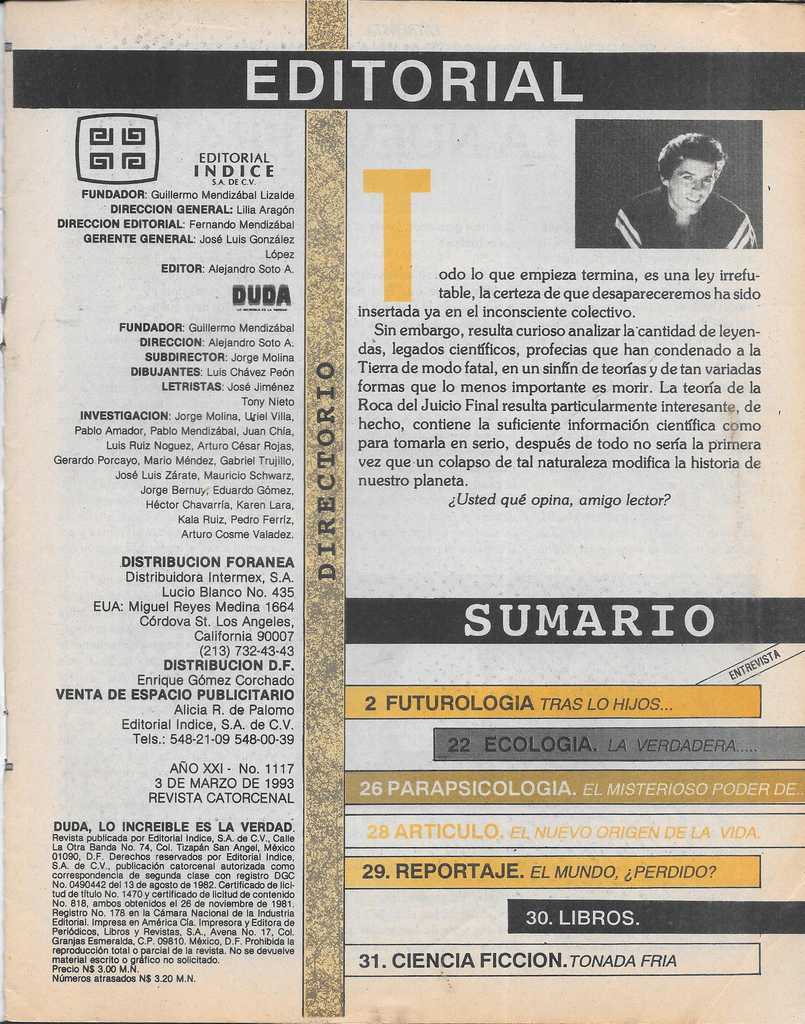 EDITORIAL
EDITORIAL
INDICE
S.A. DE C.V.
FUNDADOR: Guillermo Mendizábal Lizalde
DIRECCION GENERAL: Lilia Aragón
DIRECCION EDITORIAL: Fernando Mendizábal
GERENTE GENERAL: José Luis González
López
EDITOR: Alejandro Soto A.
DUDA
LO INCREIBLE ES LA VERDAD
FUNDADOR: Guillermo Mendizábal
DIRECCION: Alejandro Soto A.
SUBDIRECTOR: Jorge Molina
DIBUJANTES: Luis Chávez Peón
LETRISTAS: José Jiménez
Tony Nieto
INVESTIGACION: Jorge Molina, Uriel Villa,
Pablo Amador, Pablo Mendizábal, Juan Chía,
Luis Ruiz Noguez, Arturo César Rojas,
Gerardo Porcayo, Mario Méndez, Gabriel Trujillo,
José Luis Zárate, Mauricio Schwarz,
Jorge Bernuy, Eduardo Gómez,
Héctor Chavarría, Karen Lara,
Kala Ruiz, Pedro Ferríz,
Arturo Cosme Valadez.
DISTRIBUCION FORANEA
Distribuidora Intermex, S.A.
Lucio Blanco No. 435
EUA: Miguel Reyes Medina 1664
Córdova St. Los Angeles,
California 90007
(213) 732-43-43
DISTRIBUCION D.F.
Enrique Gómez Corchado
VENTA DE ESPACIO PUBLICITARIO
Alicia R. de Palomo
Editorial Indice, S.A. de C.V.
Tels.: 548-21-09 548-00-39
AÑO XXI - No. 1117
3 DE MARZO DE 1993
REVISTA CATORCENAL
DUDA, LO INCREIBLE ES LA VERDAD.
Revista publicada por Editorial Indice, S.A. de C.V., Calle
La Otra Banda No. 74, Col. Tizapán San Angel, México
01090, D.F. Derechos reservados por Editorial Indice,
S.A. de C.V., publicación catorcenal autorizada como
correspondencia de segunda clase con registro DGC
No. 0490442 del 13 de agosto de 1982. Certificado de lici-
tud de título No. 1470 y certificado de licitud de contenido
No. 818, ambos obtenidos el 26 de noviembre de 1981.
Registro No. 178 en la Cámara Nacional de la Industria
Editorial. Impresa en América Cía. Impresora y Editora de
Periódicos, Libros y Revistas, S.A., Avena No. 17, Col.
Granjas Esmeralda, C.P. 09810. México, D.F. Prohibida la
reproducción total o parcial de la revista. No se devuelve
material escrito o gráfico no solicitado.
Precio N$ 3.00 M.N.
Números atrasados N$ 3.20 M.N.
DIRECTORIO
Todo lo que empieza termina, es una ley irrefu-
table, la certeza de que desapareceremos ha sido
insertada ya en el inconsciente colectivo.
Sin embargo, resulta curioso analizar la cantidad de leyen-
das, legados científicos, profecias que han condenado a la
Tierra de modo fatal, en un sinfín de teorías y de tan variadas
formas que lo menos importante es morir. La teoría de la
Roca del Juicio Final resulta particularmente interesante, de
hecho, contiene la suficiente información científica como
para tomarla en serio, después de todo no sería la primera
vez que un colapso de tal naturaleza modifica la historia de
nuestro planeta.
¿Usted qué opina, amigo lector?
SUMARIO
ENTREVISTA
2 FUTUROLOGIA TRAS LO HIJOS...
22 ECOLOGIA. LA VERDADERA.....
26 PARAPSICOLOGIA. EL MISTERIOSO PODER DE..
28 ARTICULO. EL NUEVO ORIGEN DE LA VIDA.
29. REPORTAJE. EL MUNDO, ¿PERDIDO?
30. LIBROS.
31. CIENCIA FICCION. TONADA FRIA